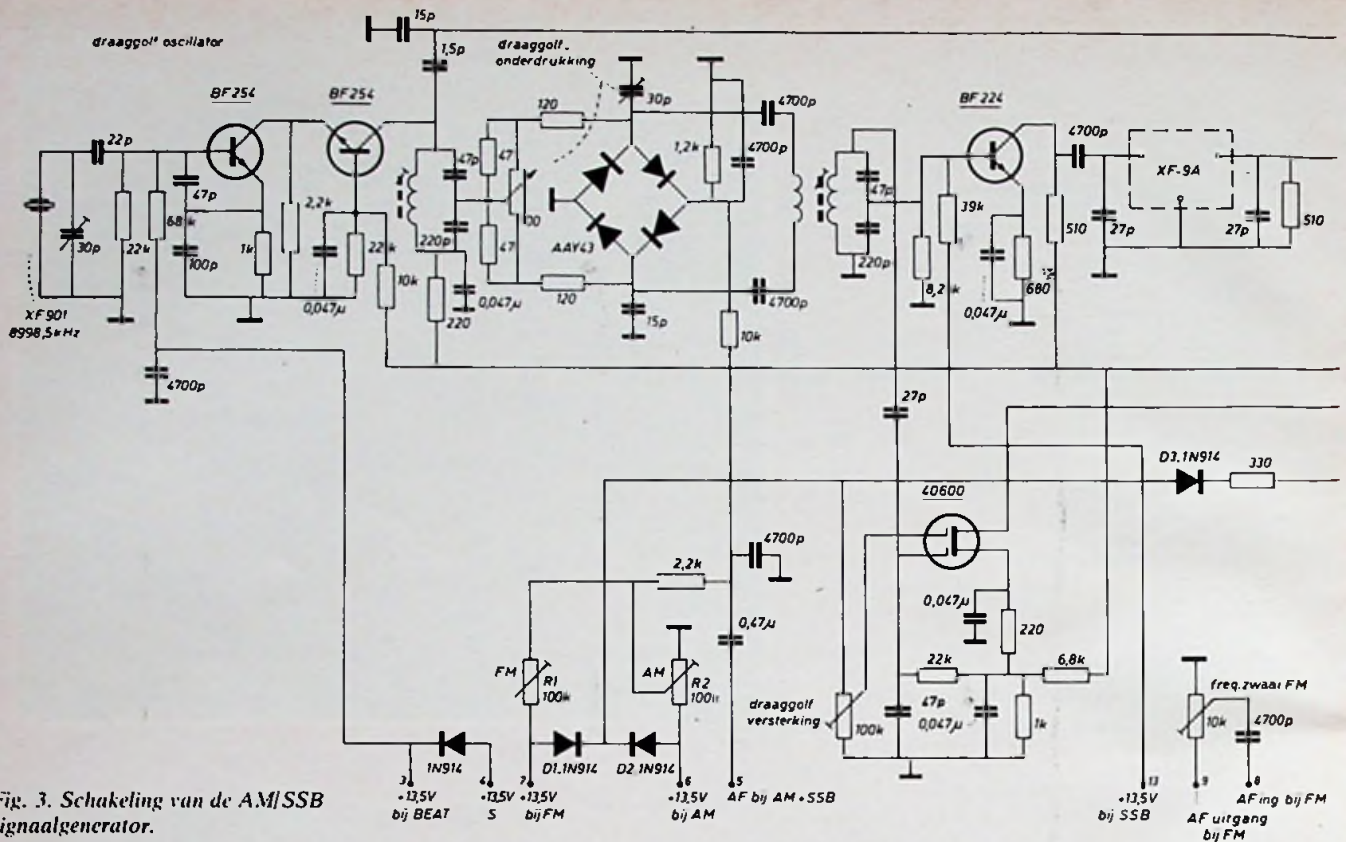 15p
draaggolf oscillator
1,5p
draaggolf-
onderdrukking
BF254
BF254
30p
4700p
BF224
4700p
120
22p
47p
47
1,2k
4700p
47p
XF-9A
47p
68k
2,2k
39k
30p
22k
100p
1k
22k
220p
47
AAY43
220p
510
27p
27p
510
10k
0,047µ
8,2k
680
XF901
8998,5kHz
0,047µ
220
120
15p
4700p
0,047µ
10k
4700p
27p
D3.1N914
330
40600
4700p
2,2k
0,047µ
220
0,47µ
22k
6,8k
FM
R1
100k
AM
R2
draaggolf
versterking
100k
47p
0,047µ
1k
freq.zwaai FM
10k
4700p
1N914
D1.1N914
D2.1N914
3
4
7
6
5
13
9
8
+13,5V
bij BEAT
+13,5V
S
+13,5V
bij FM
+13,5V
bij AM
AF bij AM+SSB
+13,5V
bij SSB
AF uitgang
bij FM
AF ing bij FM
Fig. 3. Schakeling van de AM/SSB
signaalgenerator.